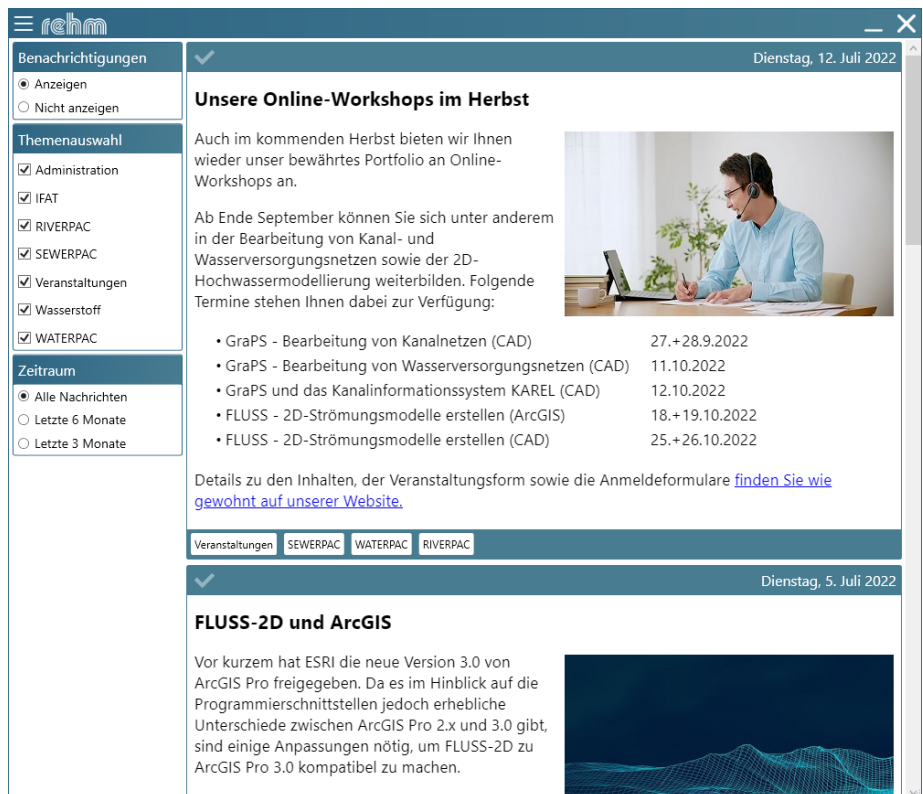 rehm
Benachrichtigungen
Anzeigen
Nicht anzeigen
Themenauswahl
Administration
IFAT
RIVERPAC
SEWERPAC
Veranstaltungen
Wasserstoff
WATERPAC
Zeitraum
Alle Nachrichten
Letzte 6 Monate
Letzte 3 Monate
Dienstag, 12. Juli 2022
Unsere Online-Workshops im Herbst
Auch im kommenden Herbst bieten wir Ihnen
wieder unser bewährtes Portfolio an Online-
Workshops an.
Ab Ende September können Sie sich unter anderem
in der Bearbeitung von Kanal- und
Wasserversorgungsnetzen sowie der 2D-
Hochwassermodellierung weiterbilden. Folgende
Termine stehen Ihnen dabei zur Verfügung:
• GraPS - Bearbeitung von Kanalnetzen (CAD) 27.+28.9.2022
• GraPS - Bearbeitung von Wasserversorgungsnetzen (CAD) 11.10.2022
• GraPS und das Kanalinformationssystem KAREL (CAD) 12.10.2022
• FLUSS - 2D-Strömungsmodelle erstellen (ArcGIS) 18.+19.10.2022
• FLUSS - 2D-Strömungsmodelle erstellen (CAD) 25.+26.10.2022
Details zu den Inhalten, der Veranstaltungsform sowie die Anmeldeformulare finden Sie wie
gewohnt auf unserer Website.
Veranstaltungen SEWERPAC WATERPAC RIVERPAC
Dienstag, 5. Juli 2022
FLUSS-2D und ArcGIS
Vor kurzem hat ESRI die neue Version 3.0 von
ArcGIS Pro freigegeben. Da es im Hinblick auf die
Programmierschnittstellen jedoch erhebliche
Unterschiede zwischen ArcGIS Pro 2.x und 3.0 gibt,
sind einige Anpassungen nötig, um FLUSS-2D zu
ArcGIS Pro 3.0 kompatibel zu machen.